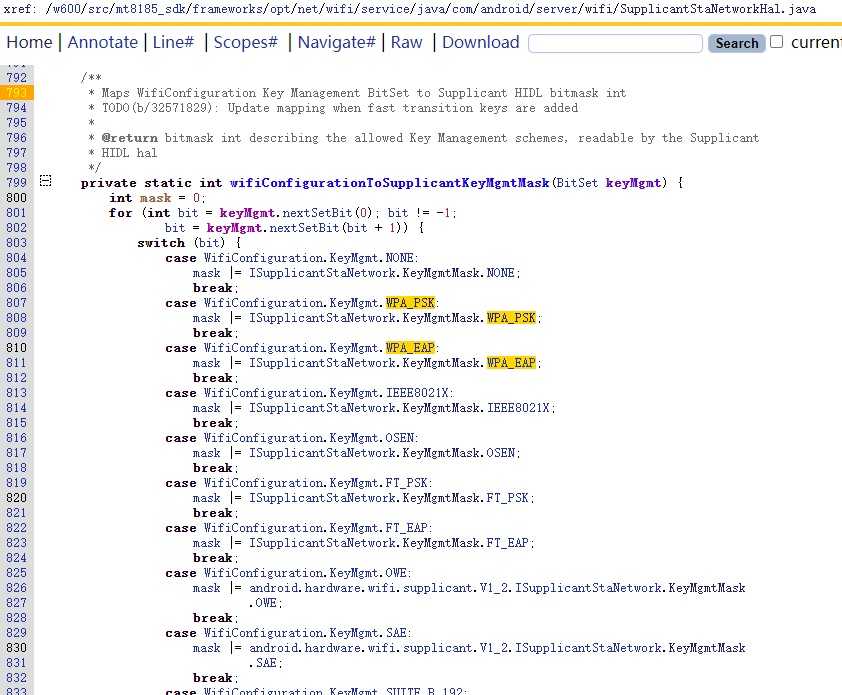 xref: /w600/src/mt8185_sdk/frameworks/opt/net/wifi/service/java/com/android/server/wifi/SupplicantStaNetworkHal.java
Home | Annotate | Line# | Scopes# | Navigate# | Raw | Download Search current
791
792 /**
793 * Maps WifiConfiguration Key Management BitSet to Supplicant HIDL bitmask int
794 * TODO(b/32571829): Update mapping when fast transition keys are added
795 *
796 * @return bitmask int describing the allowed Key Management schemes, readable by the Supplicant
797 * HIDL hal
798 */
799 private static int wifiConfigurationToSupplicantKeyMgmtMask(BitSet keyMgmt) {
800 int mask = 0;
801 for (int bit = keyMgmt.nextSetBit(0); bit != -1;
802 bit = keyMgmt.nextSetBit(bit + 1)) {
803 switch (bit) {
804 case WifiConfiguration.KeyMgmt.NONE:
805 mask |= ISupplicantStaNetwork.KeyMgmtMask.NONE;
806 break;
807 case WifiConfiguration.KeyMgmt.WPA_PSK:
808 mask |= ISupplicantStaNetwork.KeyMgmtMask.WPA_PSK;
809 break;
810 case WifiConfiguration.KeyMgmt.WPA_EAP:
811 mask |= ISupplicantStaNetwork.KeyMgmtMask.WPA_EAP;
812 break;
813 case WifiConfiguration.KeyMgmt.IEEE8021X:
814 mask |= ISupplicantStaNetwork.KeyMgmtMask.IEEE8021X;
815 break;
816 case WifiConfiguration.KeyMgmt.OSEN:
817 mask |= ISupplicantStaNetwork.KeyMgmtMask.OSEN;
818 break;
819 case WifiConfiguration.KeyMgmt.FT_PSK:
820 mask |= ISupplicantStaNetwork.KeyMgmtMask.FT_PSK;
821 break;
822 case WifiConfiguration.KeyMgmt.FT_EAP:
823 mask |= ISupplicantStaNetwork.KeyMgmtMask.FT_EAP;
824 break;
825 case WifiConfiguration.KeyMgmt.OWE:
826 mask |= android.hardware.wifi.supplicant.V1_2.ISupplicantStaNetwork.KeyMgmtMask
827 .OWE;
828 break;
829 case WifiConfiguration.KeyMgmt.SAE:
830 mask |= android.hardware.wifi.supplicant.V1_2.ISupplicantStaNetwork.KeyMgmtMask
831 .SAE;
832 break;
833 case WifiConfiguration.KeyMgmt.SUITE_B_192: